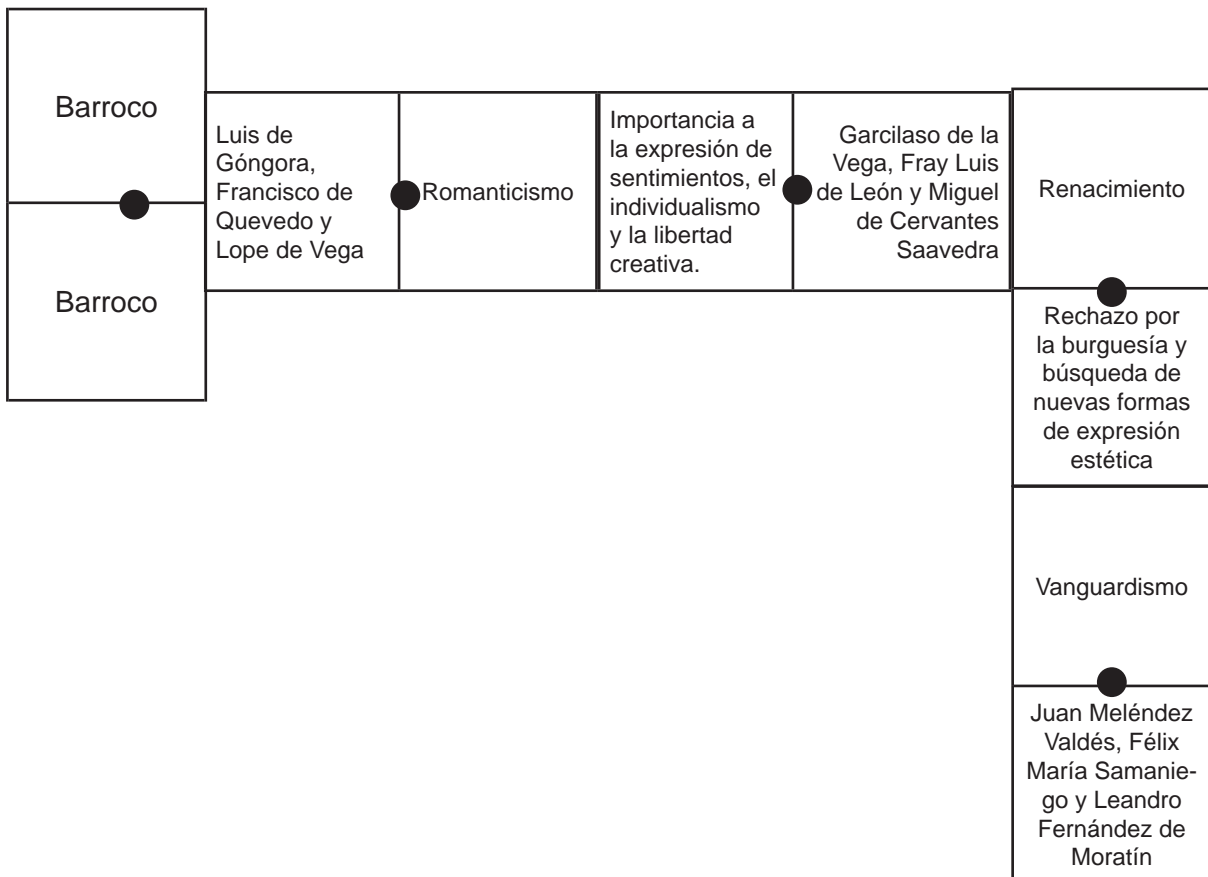 Barroco
Barroco
Luis de
Góngora,
Francisco de
Quevedo y
Lope de Vega
Romanticismo
Importancia a
la expresión de
sentimientos, el
individualismo
y la libertad
creativa.
Garcilaso de la
Vega, Fray Luis
de León y Miguel
de Cervantes
Saavedra
Renacimiento
Rechazo por
la burguesía y
búsqueda de
nuevas formas
de expresión
estética
Vanguardismo
Juan Meléndez
Valdés, Félix
María Samanie-
go y Leandro
Fernández de
Moratín